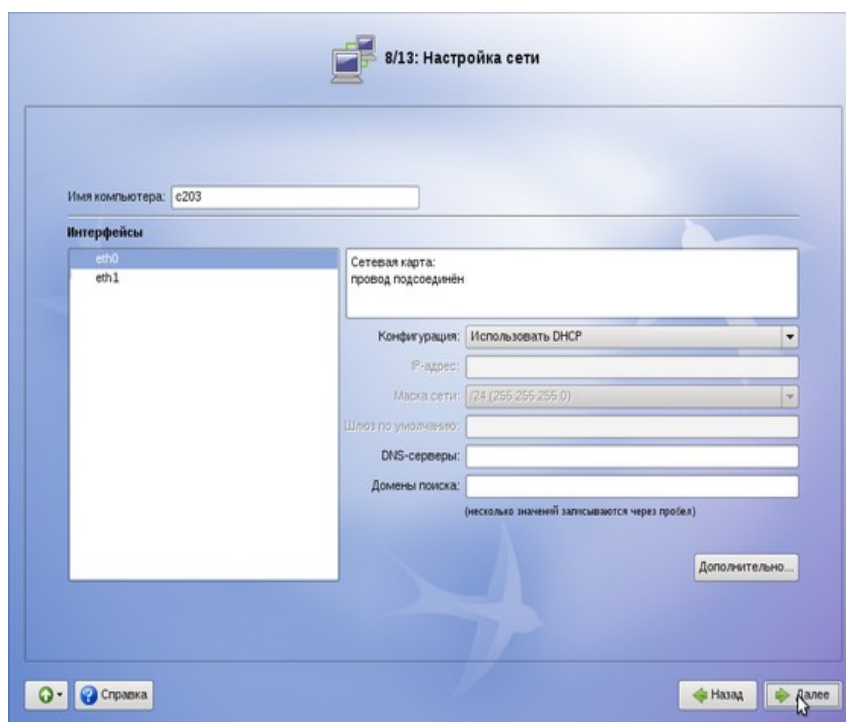 8/13: Настройка сети
Имя компьютера: c203
Интерфейсы
eth0
eth1
Сетевая карта:
провод подсоединён
Конфигурация: Использовать DHCP
IP-адрес:
Маска сети: /24 (255.255.255.0)
Шлюз по умолчанию:
DNS-серверы:
Домены поиска:
(несколько значений записываются через пробел)
Дополнительно...
Справка
Назад
Далее